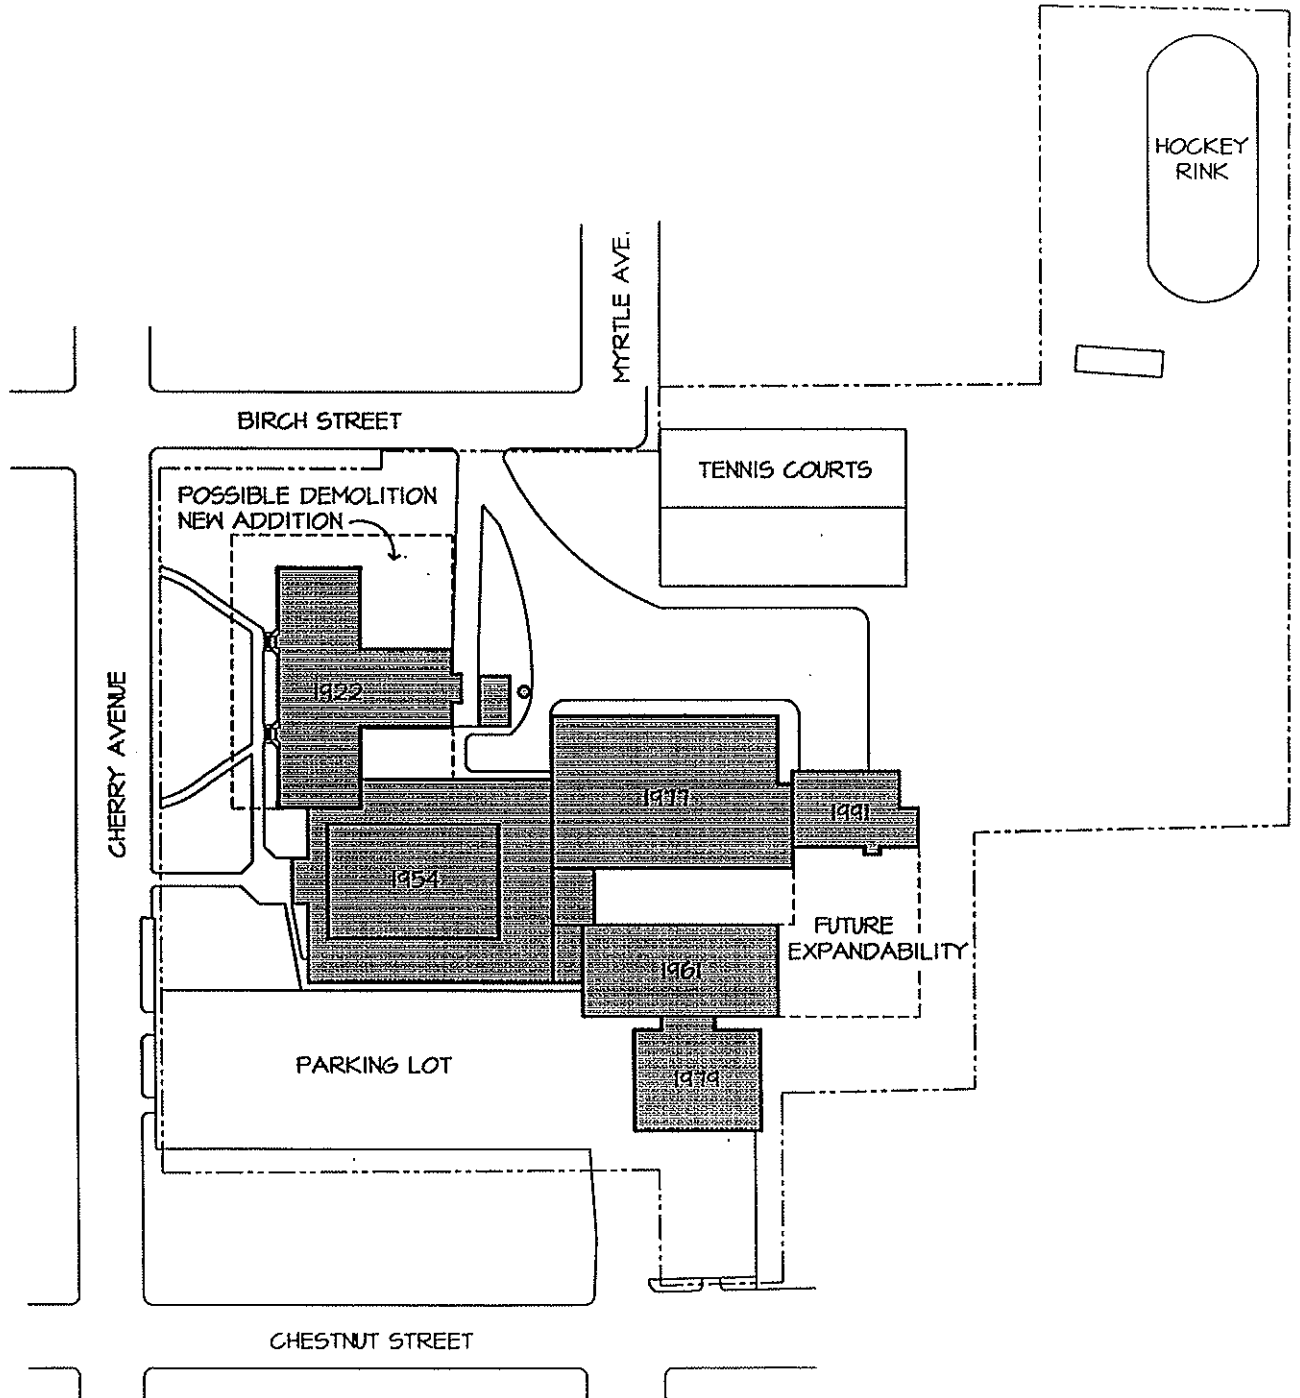 HOCKEY
RINK
MYRTLE AVE.
BIRCH STREET
TENNIS COURTS
POSSIBLE DEMOLITION
NEW ADDITION
1922
CHERRY AVENUE
1977
1991
1954
FUTURE
EXPANDABILITY
1961
PARKING LOT
1979
CHESTNUT STREET